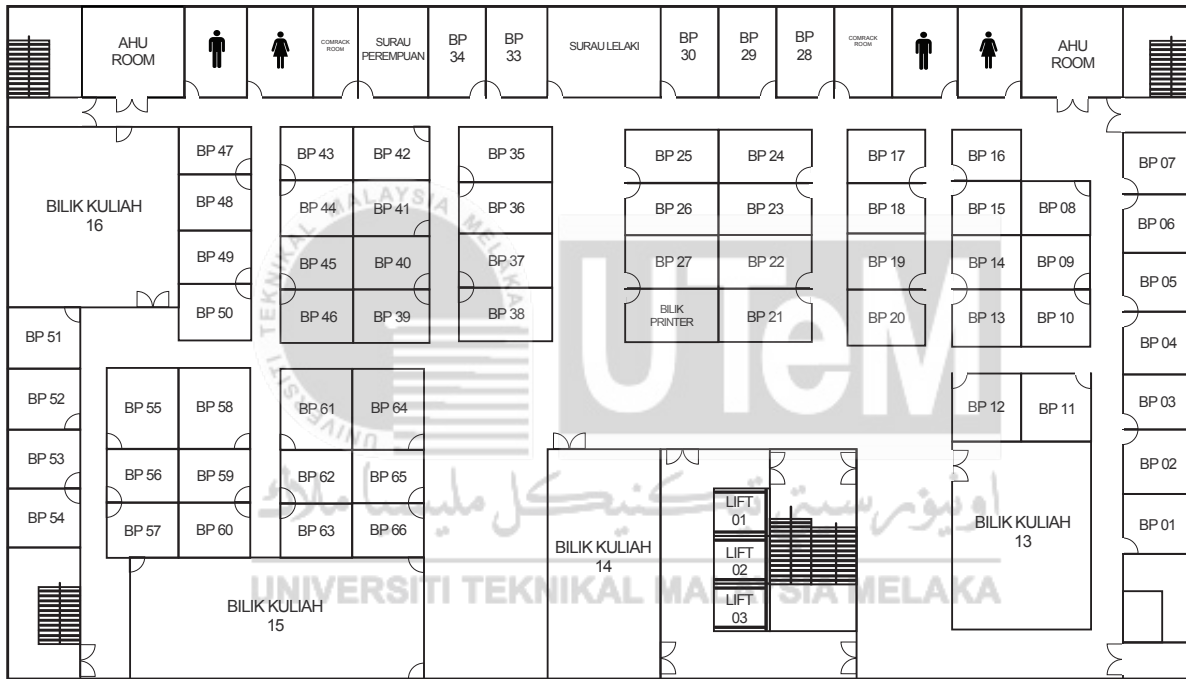 AHU
ROOM
COMRACK
ROOM
SURAU
PEREMPUAN
BP
34
BP
33
SURAU LELAKI
BP
30
BP
29
BP
28
COMRACK
ROOM
AHU
ROOM
BP 47
BP 43
BP 42
BP 35
BP 25
BP 24
BP 17
BP 16
BP 07
BILIK KULIAH
16
BP 48
BP 44
BP 41
BP 36
BP 26
BP 23
BP 18
BP 15
BP 08
BP 06
BP 49
BP 45
BP 40
BP 37
BP 27
BP 22
BP 19
BP 14
BP 09
BP 05
BP 50
BP 46
BP 39
BP 38
BILIK
PRINTER
BP 21
BP 20
BP 13
BP 10
BP 04
BP 51
BP 52
BP 55
BP 58
BP 61
BP 64
BP 12
BP 11
BP 03
BP 53
BP 56
BP 59
BP 62
BP 65
BP 02
BP 54
BP 57
BP 60
BP 63
BP 66
BP 01
LIFT
01
LIFT
02
LIFT
03
BILIK KULIAH
13
BILIK KULIAH
14
BILIK KULIAH
15
UNIVERSITI TEKNIKAL MALAYSIA MELAKA
UTeM
اونيۏرسيتي تيكنيكل مليسيا ملاك
UNIVERSITI TEKNIKAL MALAYSIA MELAKA